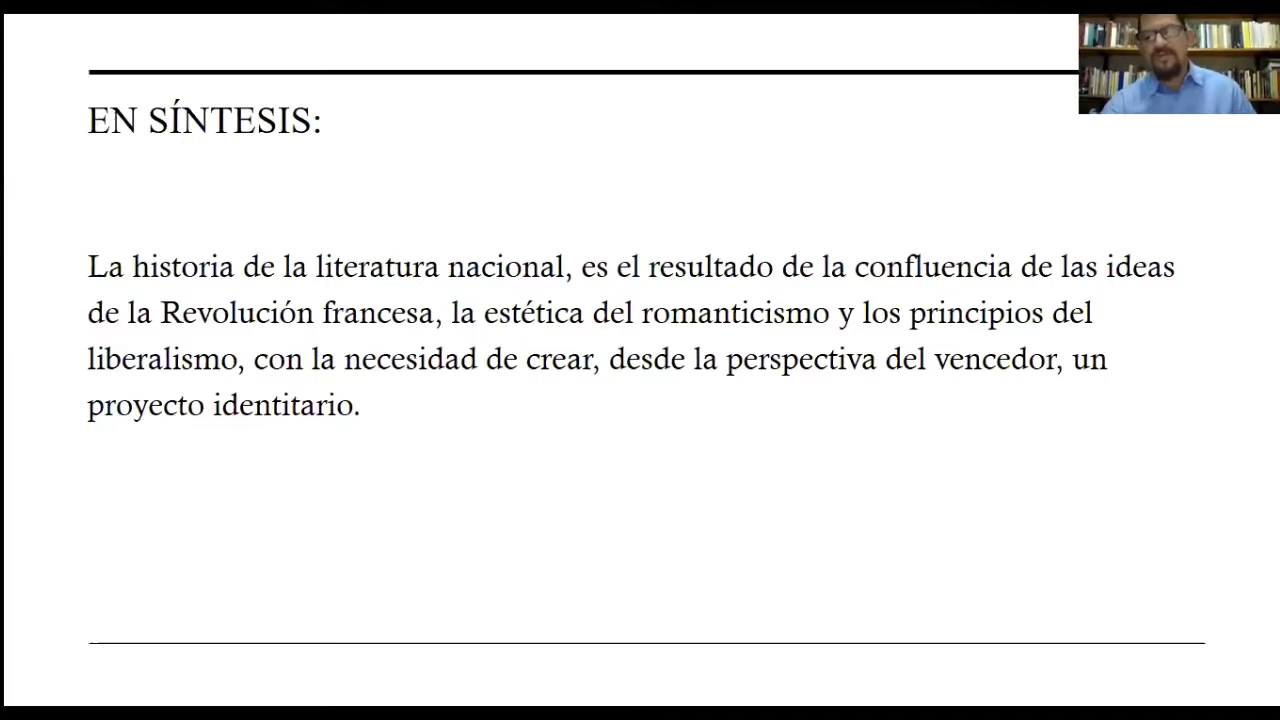 EN SÍNTESIS:
La historia de la literatura nacional, es el resultado de la confluencia de las ideas
de la Revolución francesa, la estética del romanticismo y los principios del
liberalismo, con la necesidad de crear, desde la perspectiva del vencedor, un
proyecto identitario.